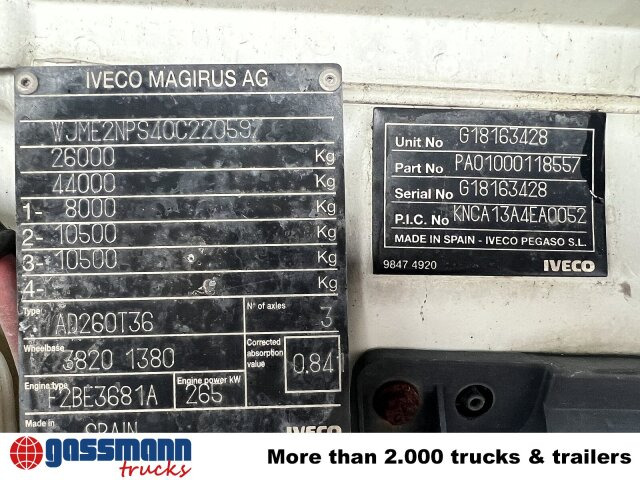 IVECO MAGIRUS AG
WJME2NPS40C220597
26000 Kg
44000 Kg
1- 8000 Kg
2- 10500 Kg
3- 10500 Kg
4- Kg
Type AD260T36 N° of axles 3
Wheelbase 3820 1380 Corrected absorption value 0.84
Engine type F2BE3681A Engine power kW 265
Made in SPAIN IVECO
Unit No G18163428
Part No PA01000118557
Serial No G18163428
P.I.C. No KNCA13A4EA0052
MADE IN SPAIN - IVECO PEGASO S.L.
9847 4920 IVECO
gassmann
trucks
More than 2.000 trucks & trailers